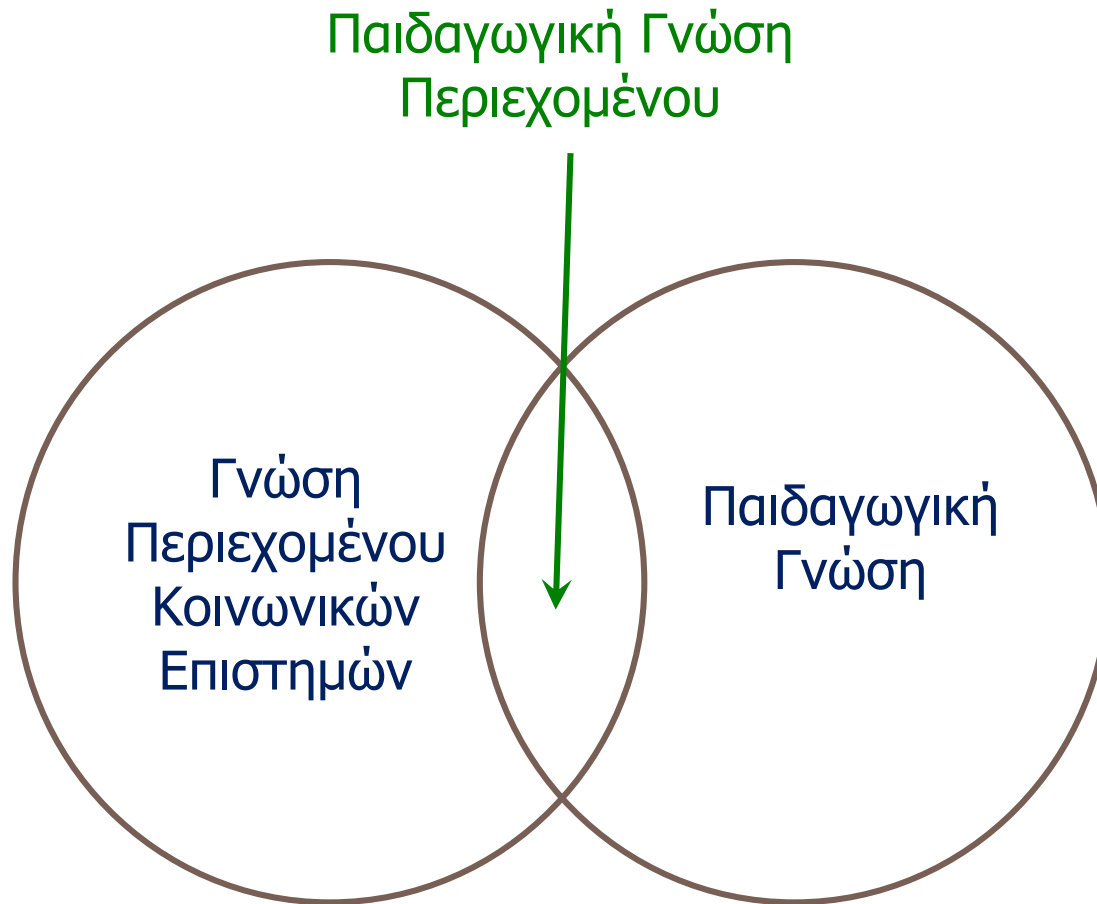 Παιδαγωγική Γνώση
Περιεχομένου
Γνώση
Περιεχομένου
Κοινωνικών
Επιστημών
Παιδαγωγική
Γνώση